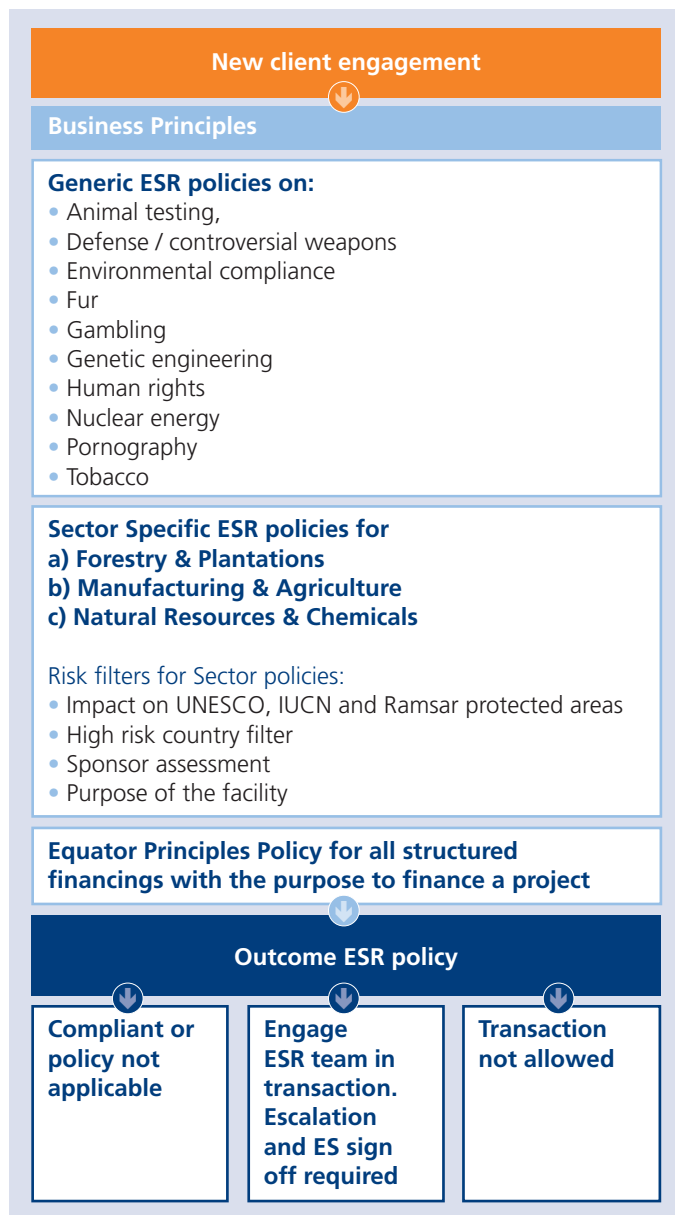 New client engagement
Business Principles
Generic ESR policies on:
• Animal testing,
• Defense / controversial weapons
• Environmental compliance
• Fur
• Gambling
• Genetic engineering
• Human rights
• Nuclear energy
• Pornography
• Tobacco
Sector Specific ESR policies for
a) Forestry & Plantations
b) Manufacturing & Agriculture
c) Natural Resources & Chemicals
Risk filters for Sector policies:
• Impact on UNESCO, IUCN and Ramsar protected areas
• High risk country filter
• Sponsor assessment
• Purpose of the facility
Equator Principles Policy for all structured
financings with the purpose to finance a project
Outcome ESR policy
Compliant or
policy not
applicable
Engage
ESR team in
transaction.
Escalation
and ES sign
off required
Transaction
not allowed